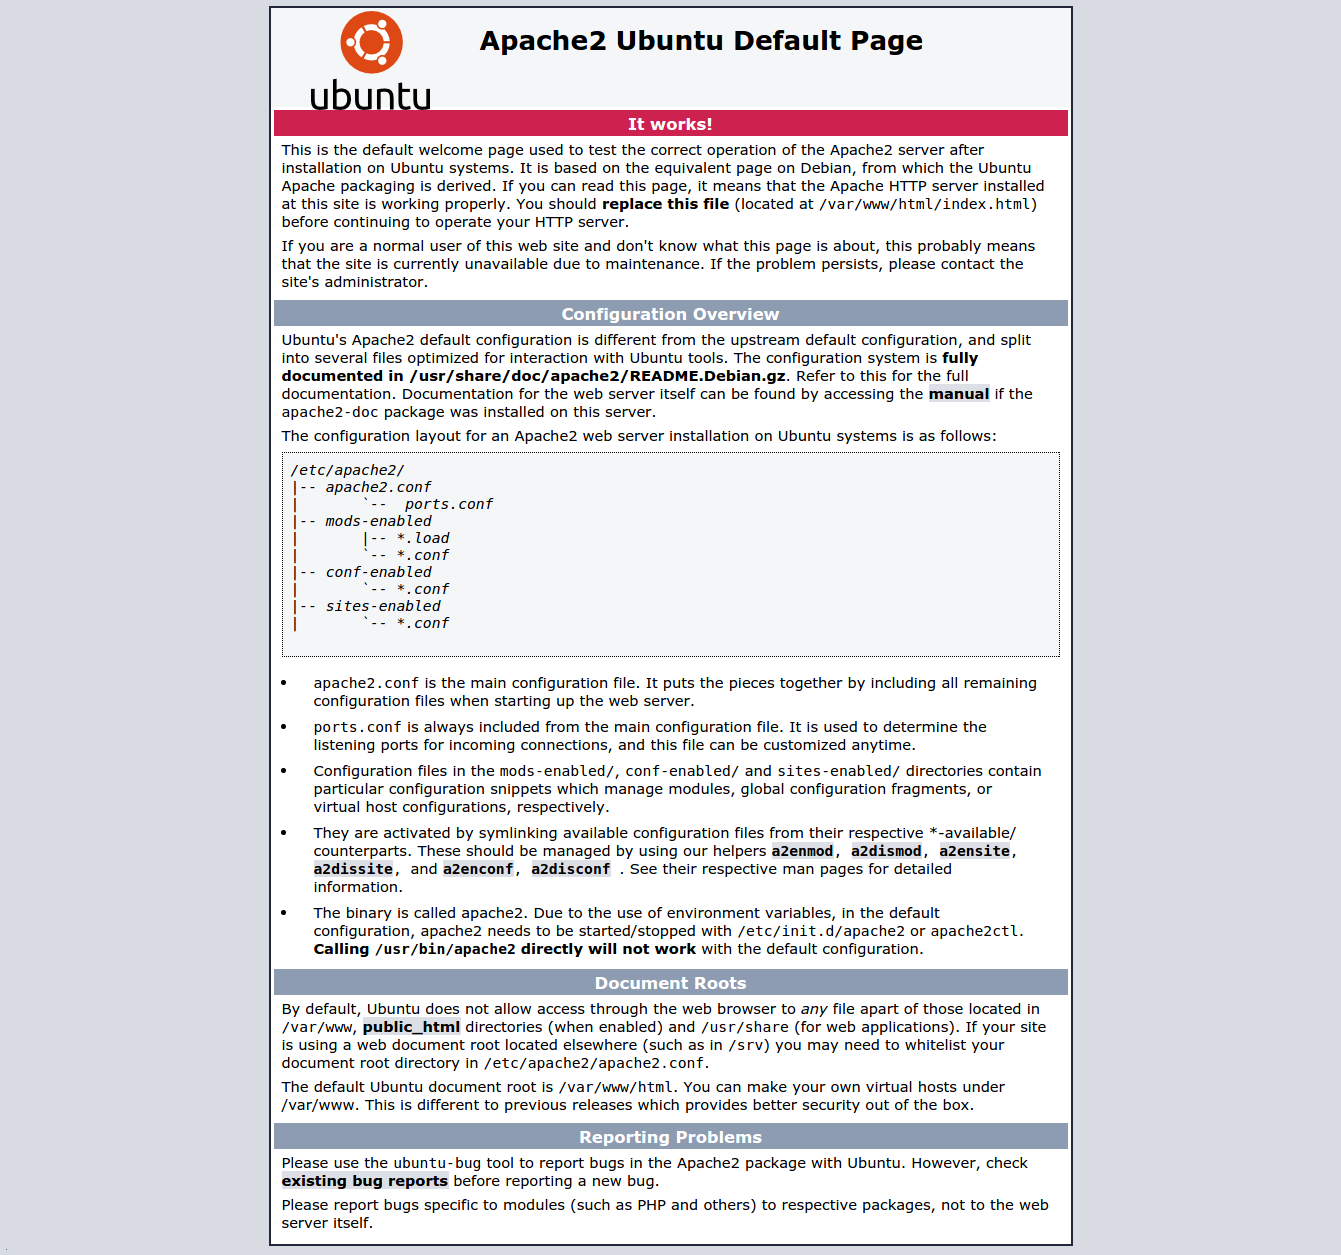 Apache2 Ubuntu Default Page
ubuntu
It works!
This is the default welcome page used to test the correct operation of the Apache2 server after
installation on Ubuntu systems. It is based on the equivalent page on Debian, from which the Ubuntu
Apache packaging is derived. If you can read this page, it means that the Apache HTTP server installed
at this site is working properly. You should replace this file (located at /var/www/html/index.html)
before continuing to operate your HTTP server.
If you are a normal user of this web site and don't know what this page is about, this probably means
that the site is currently unavailable due to maintenance. If the problem persists, please contact the
site's administrator.
Configuration Overview
Ubuntu's Apache2 default configuration is different from the upstream default configuration, and split
into several files optimized for interaction with Ubuntu tools. The configuration system is fully
documented in /usr/share/doc/apache2/README.Debian.gz. Refer to this for the full
documentation. Documentation for the web server itself can be found by accessing the manual if the
apache2-doc package was installed on this server.
The configuration layout for an Apache2 web server installation on Ubuntu systems is as follows:
/etc/apache2/
|-- apache2.conf
|       `--  ports.conf
|-- mods-enabled
|       |-- *.load
|       `-- *.conf
|-- conf-enabled
|       `-- *.conf
|-- sites-enabled
|       `-- *.conf
• apache2.conf is the main configuration file. It puts the pieces together by including all remaining
configuration files when starting up the web server.
• ports.conf is always included from the main configuration file. It is used to determine the
listening ports for incoming connections, and this file can be customized anytime.
• Configuration files in the mods-enabled/, conf-enabled/ and sites-enabled/ directories contain
particular configuration snippets which manage modules, global configuration fragments, or
virtual host configurations, respectively.
• They are activated by symlinking available configuration files from their respective *-available/
counterparts. These should be managed by using our helpers a2enmod, a2dismod, a2ensite,
a2dissite, and a2enconf, a2disconf . See their respective man pages for detailed
information.
• The binary is called apache2. Due to the use of environment variables, in the default
configuration, apache2 needs to be started/stopped with /etc/init.d/apache2 or apache2ctl.
Calling /usr/bin/apache2 directly will not work with the default configuration.
Document Roots
By default, Ubuntu does not allow access through the web browser to any file apart of those located in
/var/www, public_html directories (when enabled) and /usr/share (for web applications). If your site
is using a web document root located elsewhere (such as in /srv) you may need to whitelist your
document root directory in /etc/apache2/apache2.conf.
The default Ubuntu document root is /var/www/html. You can make your own virtual hosts under
/var/www. This is different to previous releases which provides better security out of the box.
Reporting Problems
Please use the ubuntu-bug tool to report bugs in the Apache2 package with Ubuntu. However, check
existing bug reports before reporting a new bug.
Please report bugs specific to modules (such as PHP and others) to respective packages, not to the web
server itself.